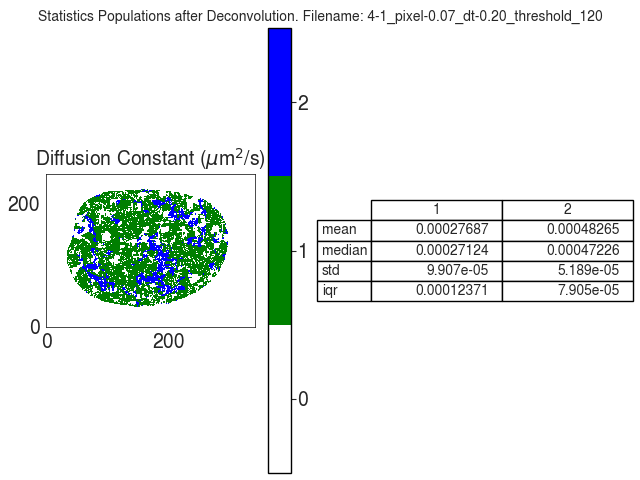 Statistics Populations after Deconvolution. Filename: 4-1_pixel-0.07_dt-0.20_threshold_120
Diffusion Constant (μm²/s)
200
0
0 200
2
1
0
1 2
mean 0.00027687 0.00048265
median 0.00027124 0.00047226
std 9.907e-05 5.189e-05
iqr 0.00012371 7.905e-05